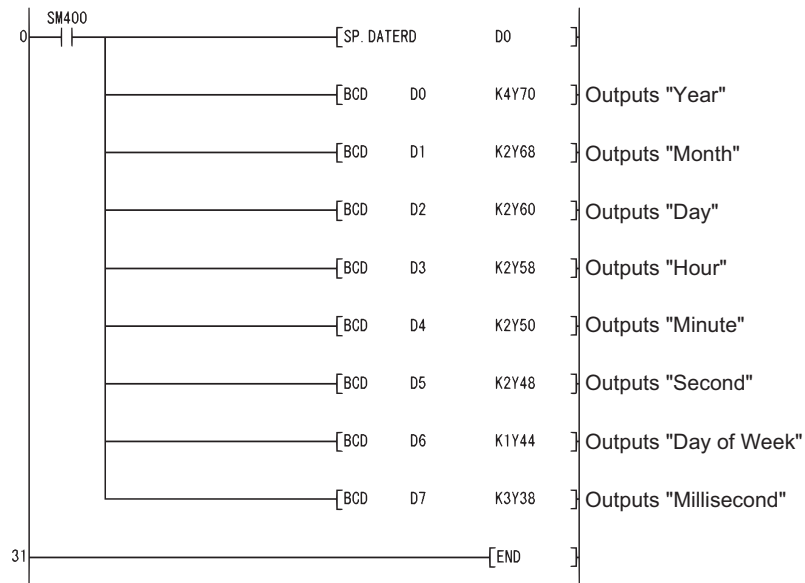 SM400
0 [SP.DATERD D0 ]
[BCD D0 K4Y70 ] Outputs "Year"
[BCD D1 K2Y68 ] Outputs "Month"
[BCD D2 K2Y60 ] Outputs "Day"
[BCD D3 K2Y58 ] Outputs "Hour"
[BCD D4 K2Y50 ] Outputs "Minute"
[BCD D5 K2Y48 ] Outputs "Second"
[BCD D6 K1Y44 ] Outputs "Day of Week"
[BCD D7 K3Y38 ] Outputs "Millisecond"
31 [END ]